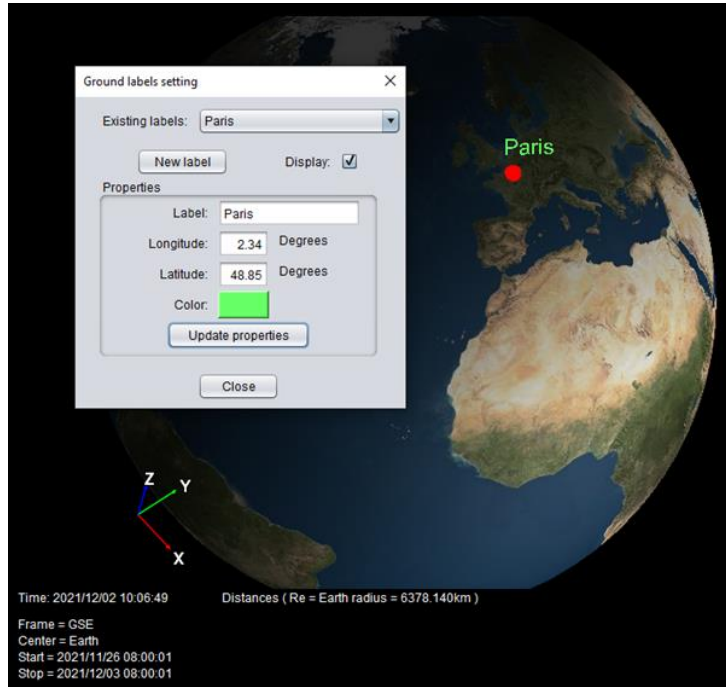 Ground labels setting
Existing labels: Paris
New label Display:
Properties
Label: Paris
Longitude: 2.34 Degrees
Latitude: 48.85 Degrees
Color:
Update properties
Close
Paris
Z
Y
X
Time: 2021/12/02 10:06:49 Distances ( Re = Earth radius = 6378.140km )
Frame = GSE
Center = Earth
Start = 2021/11/26 08:00:01
Stop = 2021/12/03 08:00:01